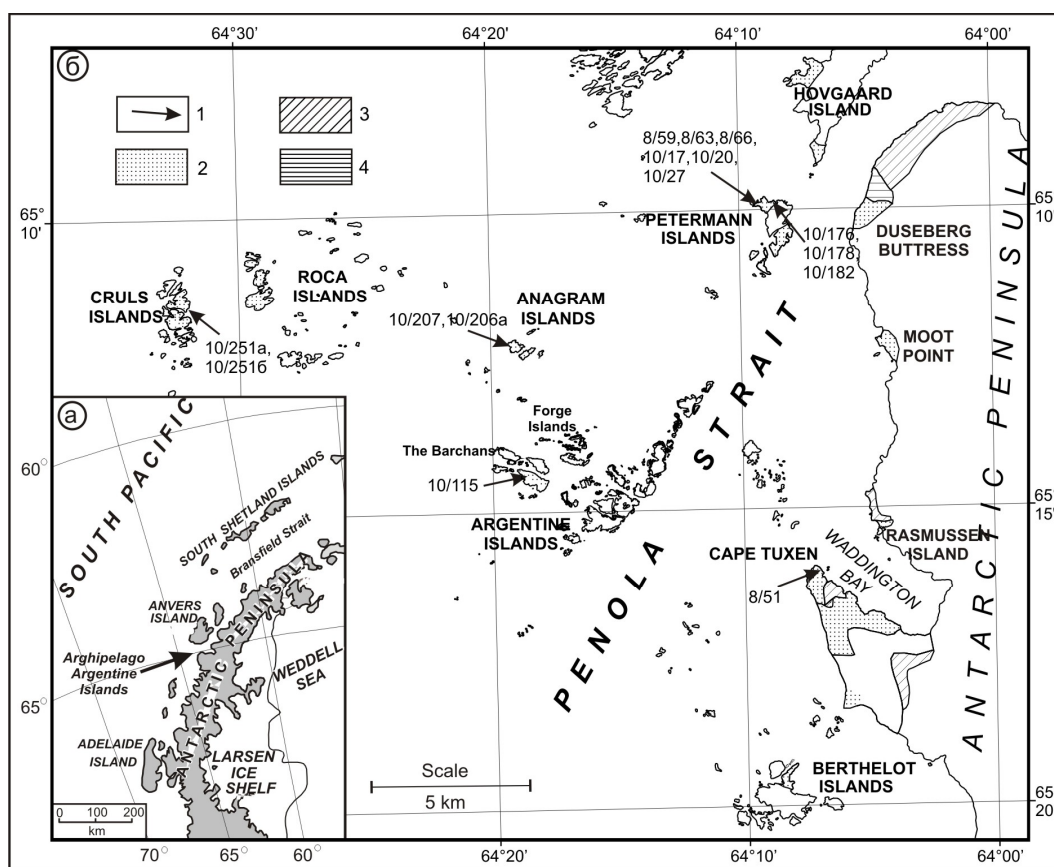 64°30'
64°20'
64°10'
64°00'
б
1
3
2
4
HOVGAARD
ISLAND
8/59,8/63,8/66,
10/17,10/20,
10/27
65°
10'
65°
PETERMANN
ISLANDS
DUSEBERG
BUTTRESS
10/176,
10/178,
10/182
CRULS
ISLANDS
ROCA
ISLANDS
ANAGRAM
ISLANDS
10/207, 10/206a
10/251a,
10/251б
MOOT
POINT
ANTARCTIC PENINSULA
PENOLA STRAIT
Forge
Islands
The Barchans
10/115
ARGENTINE
ISLANDS
65°
15'
RASMUSSEN
ISLAND
CAPE TUXEN
WADDINGTON
BAY
8/51
BERTHELOT
ISLANDS
65°
20'
Scale
5 km
а
SOUTH PACIFIC
60°
SOUTH SHETLAND ISLANDS
Bransfield Strait
ANVERS
ISLAND
ANTARCTIC PENINSULA
Arghipelago
Argentine
Islands
WEDDELL
SEA
65°
ADELAIDE
ISLAND
LARSEN
ICE
SHELF
0 100 200
km
70° 65° 60°
64°20'
64°10'
64°00'